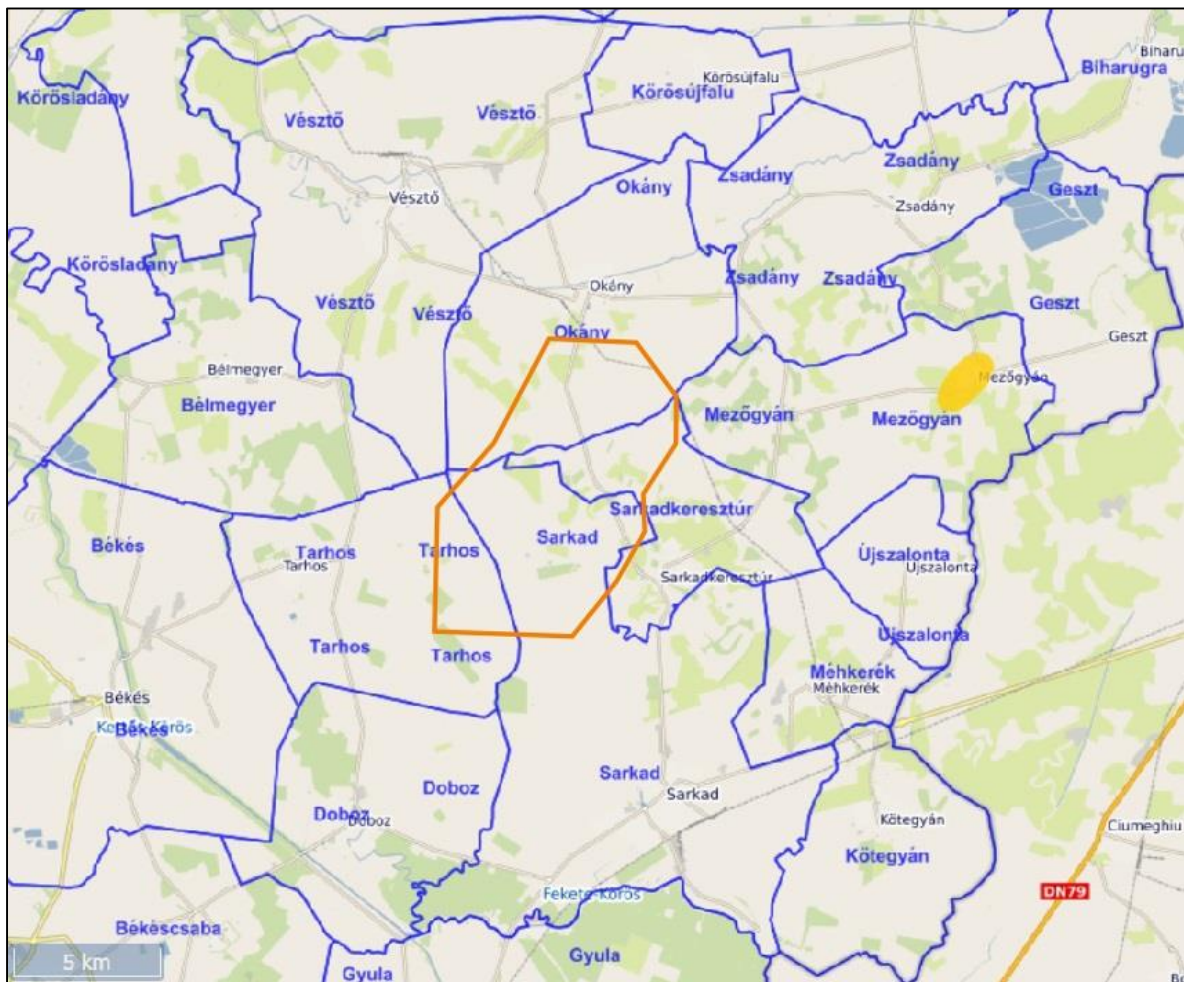 Biharu
Biharugra
Körösújfalu
Körösújfalu
Körösladány
Vésztő
Vésztő
Zsadány
Zsadány
Okány
Geszt
Vésztő
Zsadány
Körösladány
Zsadány
Zsadány
Okány
Vésztő
Vésztő
Geszt
Okány
Geszt
Bélmegyer
Mezőgyán
Bélmegyer
Mezőgyán
Mezőgyán
Sarkadkeresztúr
Békés
Tarhos
Tarhos
Sarkad
Újszalonta
Tarhos
Újszalonta
Sarkadkeresztúr
Újszalonta
Tarhos
Tarhos
Méhkerék
Méhkerék
Békés
Kettős-Körös
Békés
Sarkad
Doboz
Sarkad
Doboz
Doboz
Kötegyán
Ciumeghiu
Kötegyán
Fekete-Körös
DN79
Békéscsaba
Gyula
5 km
Gyula